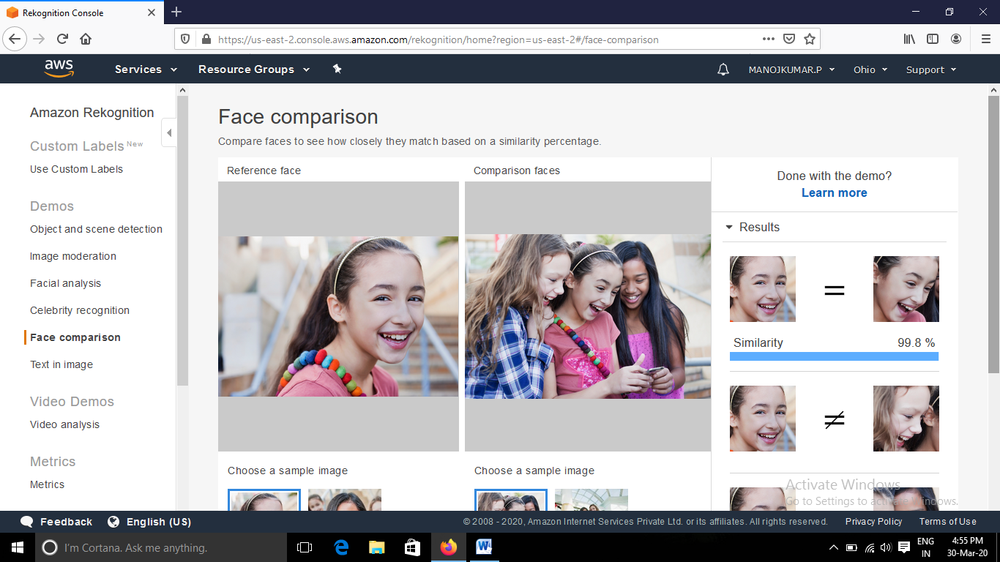 Rekognition Console
https://us-east-2.console.aws.amazon.com/rekognition/home?region=us-east-2#/face-comparison
aws
Services
Resource Groups
MANOJKUMAR.P
Ohio
Support
Amazon Rekognition
Custom Labels New
Use Custom Labels
Demos
Object and scene detection
Image moderation
Facial analysis
Celebrity recognition
Face comparison
Text in image
Video Demos
Video analysis
Metrics
Metrics
Face comparison
Compare faces to see how closely they match based on a similarity percentage.
Reference face
Comparison faces
Choose a sample image
Choose a sample image
Done with the demo?
Learn more
Results
=
Similarity 99.8 %
≠
Activate Windows
Go to Settings to activate Windows.
Feedback
English (US)
© 2008 - 2020, Amazon Internet Services Private Ltd. or its affiliates. All rights reserved.
Privacy Policy
Terms of Use
I'm Cortana. Ask me anything.
ENG
IN
4:55 PM
30-Mar-20